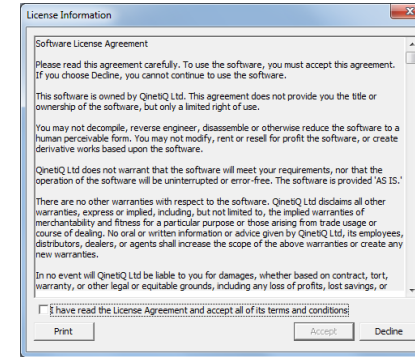 License Information
Software License Agreement
Please read this agreement carefully. To use the software, you must accept this agreement.
If you choose Decline, you cannot continue to use the software.
This software is owned by QinetiQ Ltd. This agreement does not provide you the title or
ownership of the software, but only a limited right of use.
You may not decompile, reverse engineer, disassemble or otherwise reduce the software to a
human perceivable form. You may not modify, rent or resell for profit the software, or create
derivative works based upon the software.
QinetiQ Ltd does not warrant that the software will meet your requirements, nor that the
operation of the software will be uninterrupted or error-free. The software is provided 'AS IS.'
There are no other warranties with respect to the software. QinetiQ Ltd disclaims all other
warranties, express or implied, including, but not limited to, the implied warranties of
merchantability and fitness for a particular purpose or those arising from trade usage or
course of dealing. No oral or written information or advice given by QinetiQ Ltd, its employees,
distributors, dealers, or agents shall increase the scope of the above warranties or create any
new warranties.
In no event will QinetiQ Ltd be liable to you for damages, whether based on contract, tort,
warranty, or other legal or equitable grounds, including any loss of profits, lost savings, or
I have read the License Agreement and accept all of its terms and conditions
Print Accept Decline